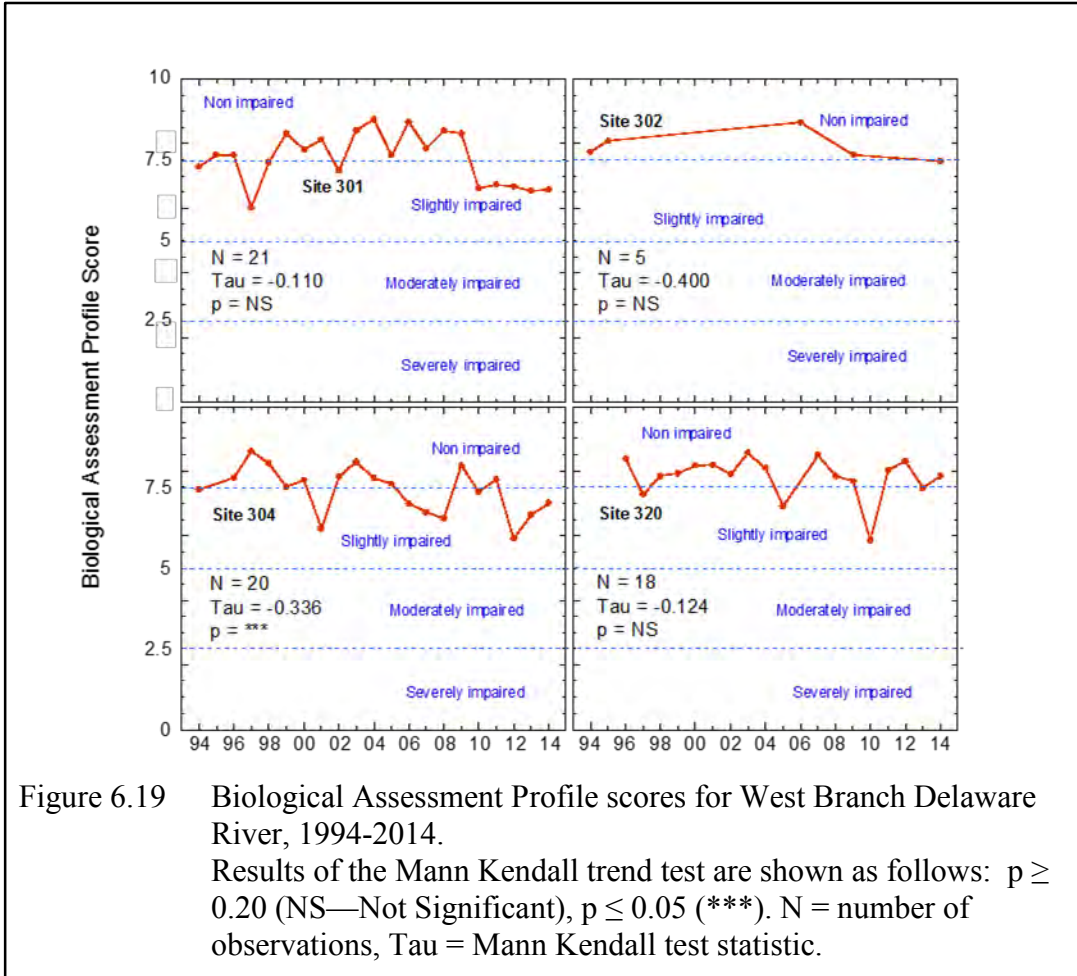 10
7.5
5
2.5
Biological Assessment Profile Score
Non impaired
Site 301
Slightly impaired
N = 21
Tau = -0.110
p = NS
Moderately impaired
Severely impaired
Site 302
Non impaired
Slightly impaired
N = 5
Tau = -0.400
p = NS
Moderately impaired
Severely impaired
7.5
5
2.5
0
Non impaired
Site 304
Slightly impaired
N = 20
Tau = -0.336
p = ***
Moderately impaired
Severely impaired
94 96 98 00 02 04 06 08 10 12 14
Non impaired
Site 320
Slightly impaired
N = 18
Tau = -0.124
p = NS
Moderately impaired
Severely impaired
94 96 98 00 02 04 06 08 10 12 14
Figure 6.19 Biological Assessment Profile scores for West Branch Delaware
River, 1994-2014.
Results of the Mann Kendall trend test are shown as follows: p ≥
0.20 (NS—Not Significant), p ≤ 0.05 (***). N = number of
observations, Tau = Mann Kendall test statistic.